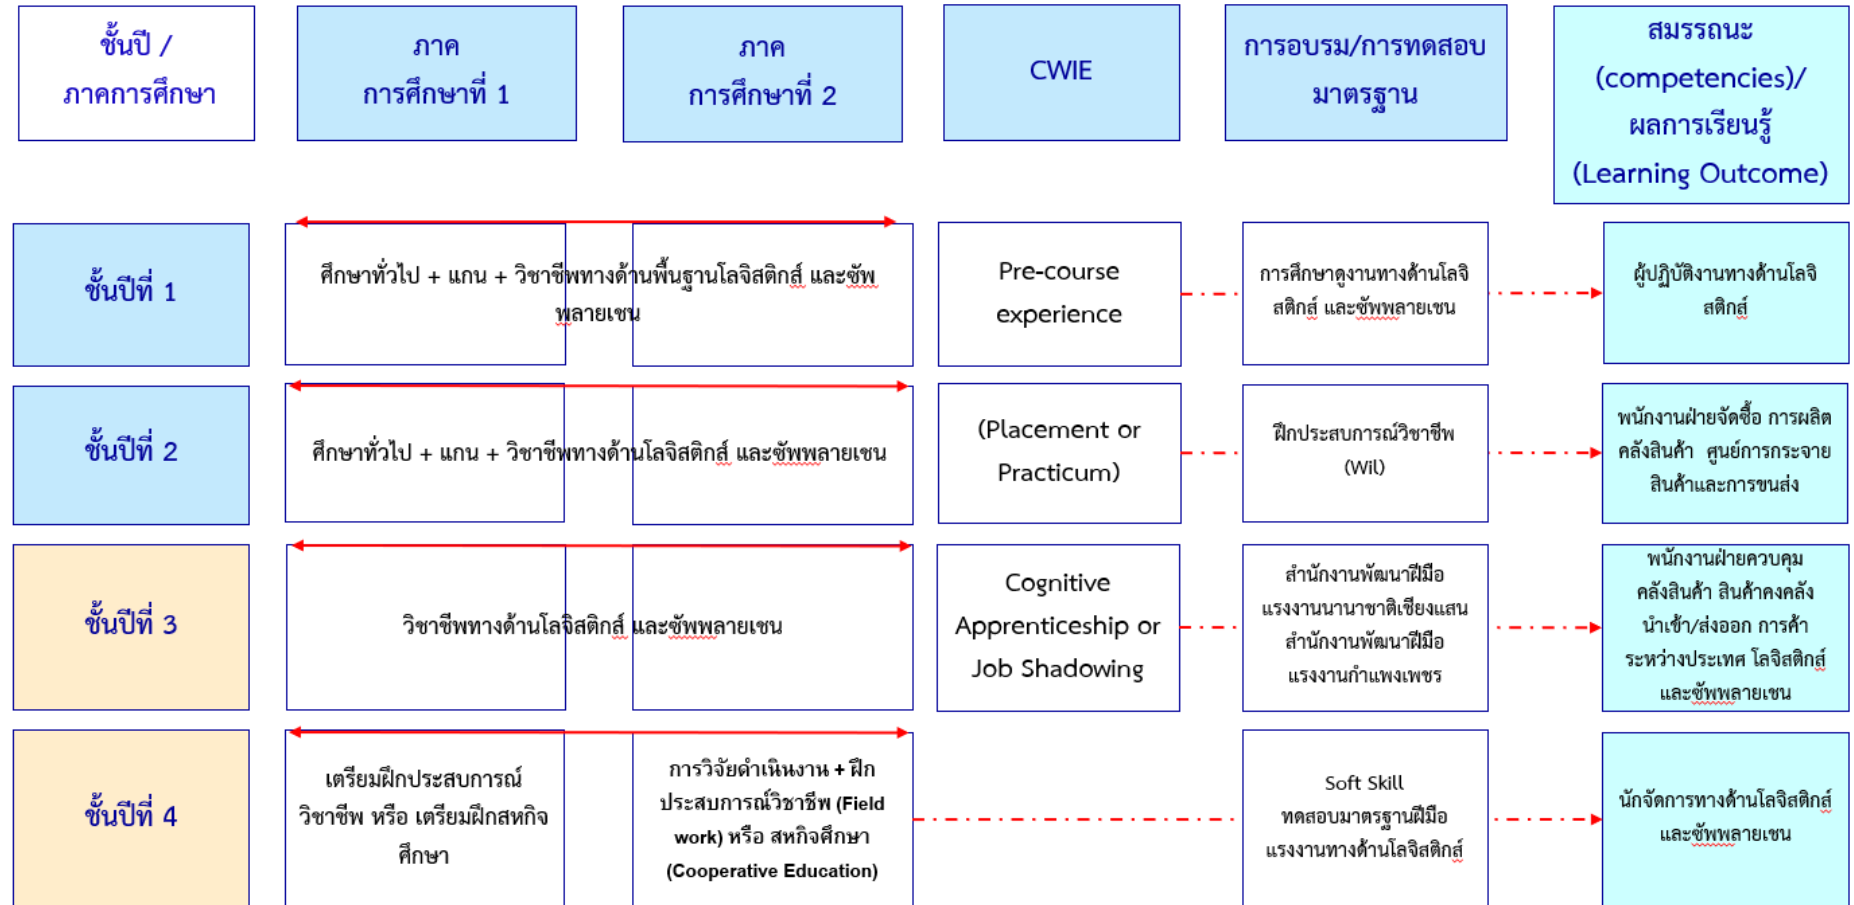 ชั้นปี /
ภาคการศึกษา
ภาค
การศึกษาที่ 1
ภาค
การศึกษาที่ 2
CWIE
การอบรม/การทดสอบ
มาตรฐาน
สมรรถนะ
(competencies)/
ผลการเรียนรู้
(Learning Outcome)
ชั้นปีที่ 1
ศึกษาทั่วไป + แกน + วิชาชีพทางด้านพื้นฐานโลจิสติกส์ และซัพ
พลายเชน
Pre-course
experience
การศึกษาดูงานทางด้านโลจิ
สติกส์ และซัพพลายเชน
ผู้ปฏิบัติงานทางด้านโลจิ
สติกส์
ชั้นปีที่ 2
ศึกษาทั่วไป + แกน + วิชาชีพทางด้านโลจิสติกส์ และซัพพลายเชน
(Placement or
Practicum)
ฝึกประสบการณ์วิชาชีพ
(Wil)
พนักงานฝ่ายจัดซื้อ การผลิต
คลังสินค้า ศูนย์การกระจาย
สินค้าและการขนส่ง
ชั้นปีที่ 3
วิชาชีพทางด้านโลจิสติกส์ และซัพพลายเชน
Cognitive
Apprenticeship or
Job Shadowing
สำนักงานพัฒนาฝีมือ
แรงงานนานาชาติเชียงแสน
สำนักงานพัฒนาฝีมือ
แรงงานกำแพงเพชร
พนักงานฝ่ายควบคุม
คลังสินค้า สินค้าคงคลัง
นำเข้า/ส่งออก การค้า
ระหว่างประเทศ โลจิสติกส์
และซัพพลายเชน
ชั้นปีที่ 4
เตรียมฝึกประสบการณ์
วิชาชีพ หรือ เตรียมฝึกสหกิจ
ศึกษา
การวิจัยดำเนินงาน + ฝึก
ประสบการณ์วิชาชีพ (Field
work) หรือ สหกิจศึกษา
(Cooperative Education)
Soft Skill
ทดสอบมาตรฐานฝีมือ
แรงงานทางด้านโลจิสติกส์
นักจัดการทางด้านโลจิสติกส์
และซัพพลายเชน